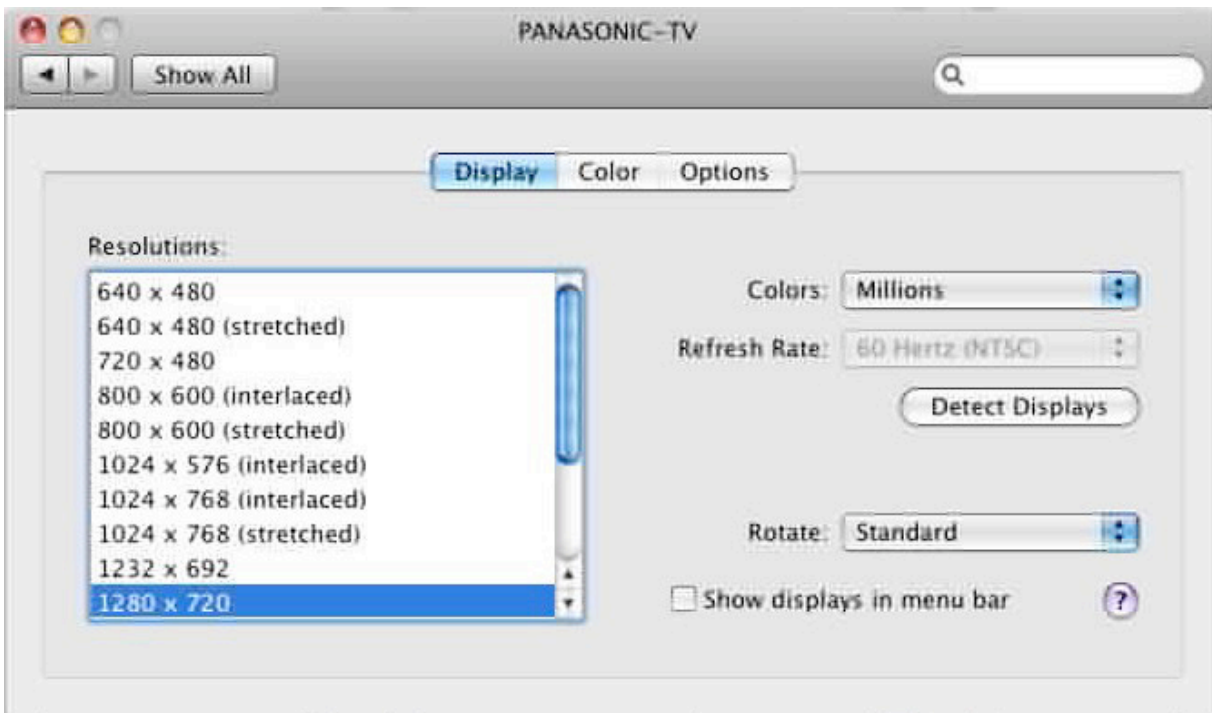 PANASONIC-TV
Show All
Display Color Options
Resolutions:
640 x 480
640 x 480 (stretched)
720 x 480
800 x 600 (interlaced)
800 x 600 (stretched)
1024 x 576 (interlaced)
1024 x 768 (interlaced)
1024 x 768 (stretched)
1232 x 692
1280 x 720
Colors: Millions
Refresh Rate: 60 Hertz (NTSC)
Detect Displays
Rotate: Standard
Show displays in menu bar ?